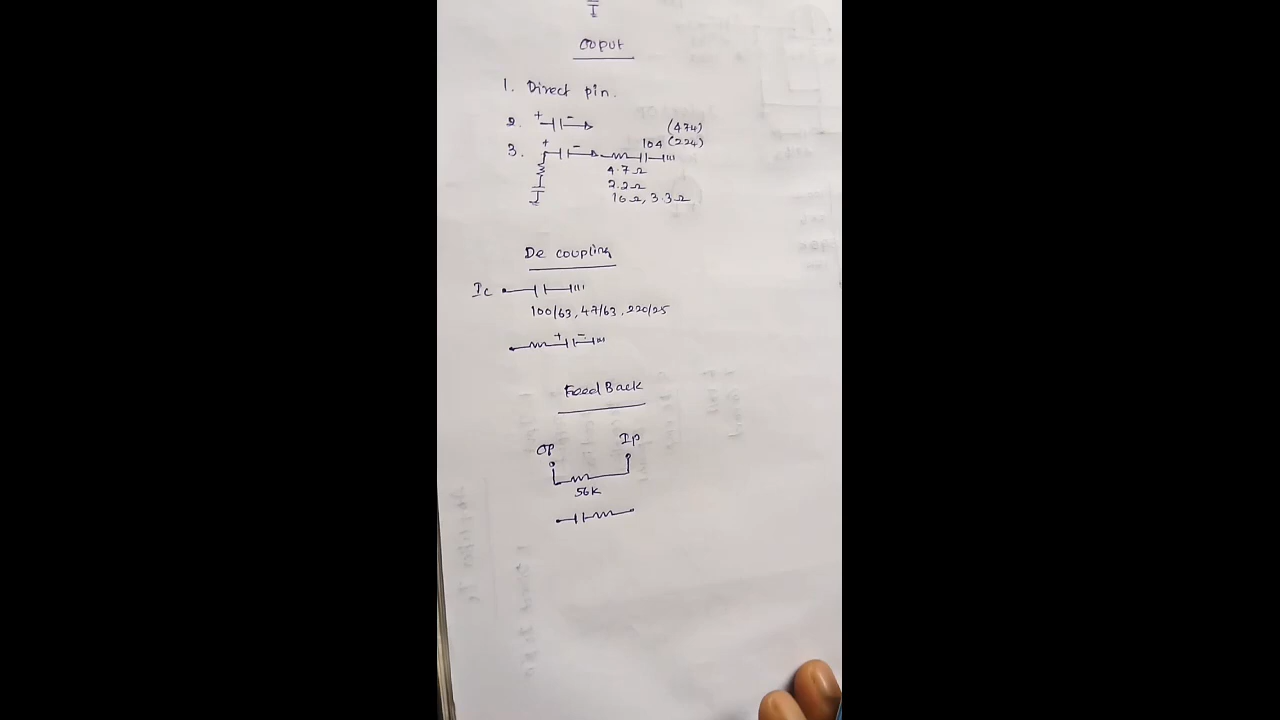 Output
1. Direct pin.
2. + -
(474)
3. + - 104 (224)
4.7Ω
2.2Ω
10Ω, 3.3Ω
De coupling
Ic
100/63, 47/63, 220/25
+ -
Feed Back
OP Ip
56K